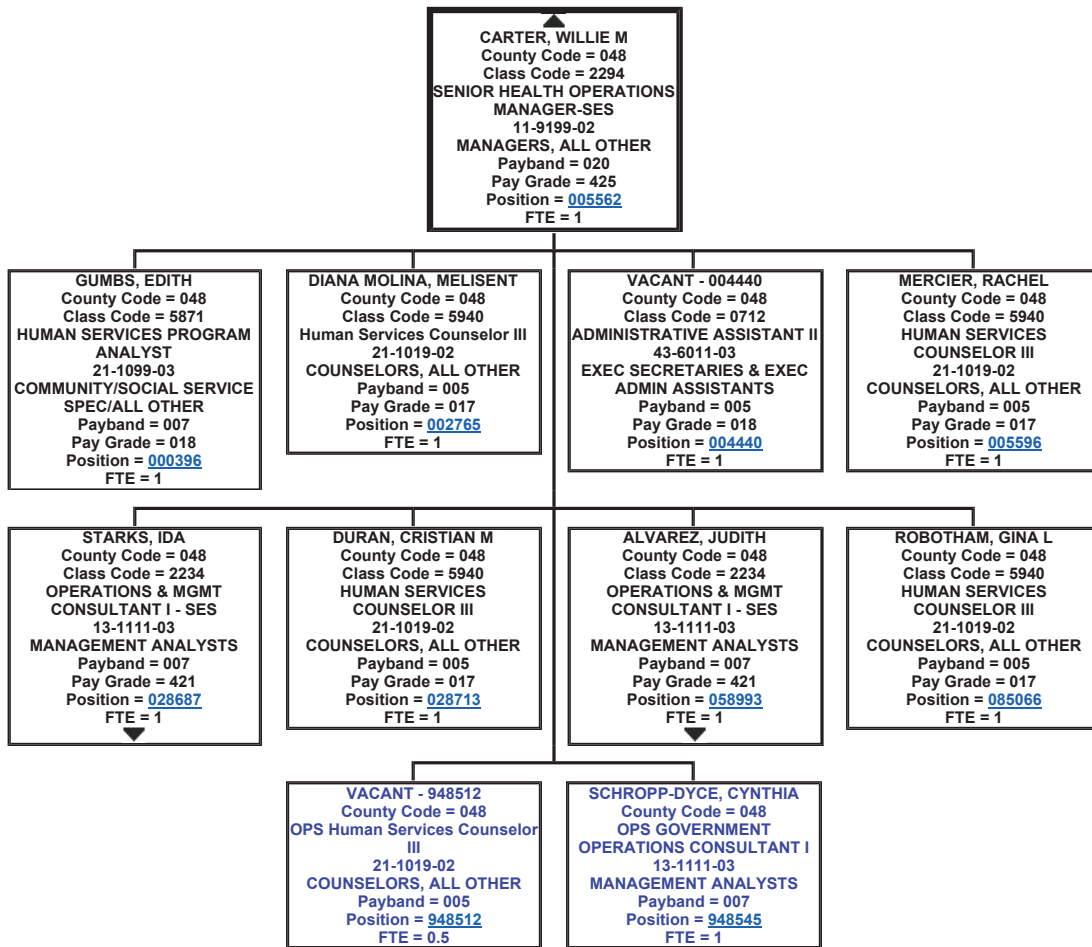 CARTER, WILLIE M
County Code = 048
Class Code = 2294
SENIOR HEALTH OPERATIONS
MANAGER-SES
11-9199-02
MANAGERS, ALL OTHER
Payband = 020
Pay Grade = 425
Position = 005562
FTE = 1
GUMBS, EDITH
County Code = 048
Class Code = 5871
HUMAN SERVICES PROGRAM
ANALYST
21-1099-03
COMMUNITY/SOCIAL SERVICE
SPEC/ALL OTHER
Payband = 007
Pay Grade = 018
Position = 000396
FTE = 1
DIANA MOLINA, MELISENT
County Code = 048
Class Code = 5940
Human Services Counselor III
21-1019-02
COUNSELORS, ALL OTHER
Payband = 005
Pay Grade = 017
Position = 002765
FTE = 1
VACANT - 004440
County Code = 048
Class Code = 0712
ADMINISTRATIVE ASSISTANT II
43-6011-03
EXEC SECRETARIES & EXEC
ADMIN ASSISTANTS
Payband = 005
Pay Grade = 018
Position = 004440
FTE = 1
MERCIER, RACHEL
County Code = 048
Class Code = 5940
HUMAN SERVICES
COUNSELOR III
21-1019-02
COUNSELORS, ALL OTHER
Payband = 005
Pay Grade = 017
Position = 005596
FTE = 1
STARKS, IDA
County Code = 048
Class Code = 2234
OPERATIONS & MGMT
CONSULTANT I - SES
13-1111-03
MANAGEMENT ANALYSTS
Payband = 007
Pay Grade = 421
Position = 028687
FTE = 1
DURAN, CRISTIAN M
County Code = 048
Class Code = 5940
HUMAN SERVICES
COUNSELOR III
21-1019-02
COUNSELORS, ALL OTHER
Payband = 005
Pay Grade = 017
Position = 028713
FTE = 1
ALVAREZ, JUDITH
County Code = 048
Class Code = 2234
OPERATIONS & MGMT
CONSULTANT I - SES
13-1111-03
MANAGEMENT ANALYSTS
Payband = 007
Pay Grade = 421
Position = 058993
FTE = 1
ROBOTHAM, GINA L
County Code = 048
Class Code = 5940
HUMAN SERVICES
COUNSELOR III
21-1019-02
COUNSELORS, ALL OTHER
Payband = 005
Pay Grade = 017
Position = 085066
FTE = 1
VACANT - 948512
County Code = 048
OPS Human Services Counselor
III
21-1019-02
COUNSELORS, ALL OTHER
Payband = 005
Position = 948512
FTE = 0.5
SCHROPP-DYCE, CYNTHIA
County Code = 048
OPS GOVERNMENT
OPERATIONS CONSULTANT I
13-1111-03
MANAGEMENT ANALYSTS
Payband = 007
Position = 948545
FTE = 1